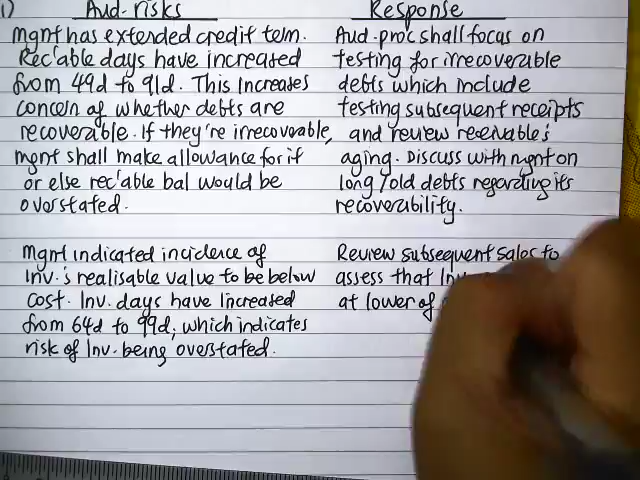 1) Aud-risks Response
Mgmt has extended credit term.
Rec'able days have increased
from 49d to 91d. This increases
concern of whether debts are
recoverable. If they're irrecoverable,
mgmt shall make allowance for it
or else rec'able bal would be
overstated.
Aud-proc shall focus on
testing for irrecoverable
debts which include
testing subsequent receipts
and review receivable's
aging. Discuss with mgmt on
long/old debts regarding its
recoverability.
Mgmt indicated incidence of
Inv.'s realisable value to be below
cost. Inv. days have increased
from 64d to 99d, which indicates
risk of Inv. being overstated.
Review subsequent sales to
assess that Inv
at lower of